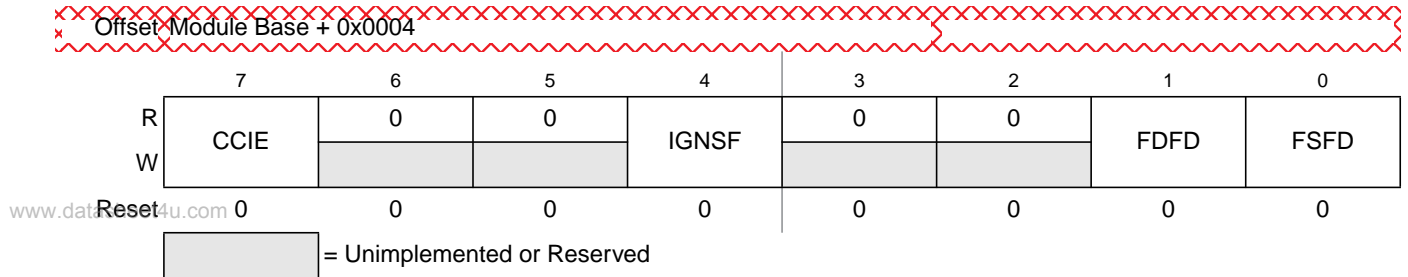 Offset Module Base + 0x0004
7 6 5 4 3 2 1 0
R CCIE 0 0 IGNSF 0 0 FDFD FSFD
W
www.datasheet4u.com Reset 0 0 0 0 0 0 0 0
= Unimplemented or Reserved